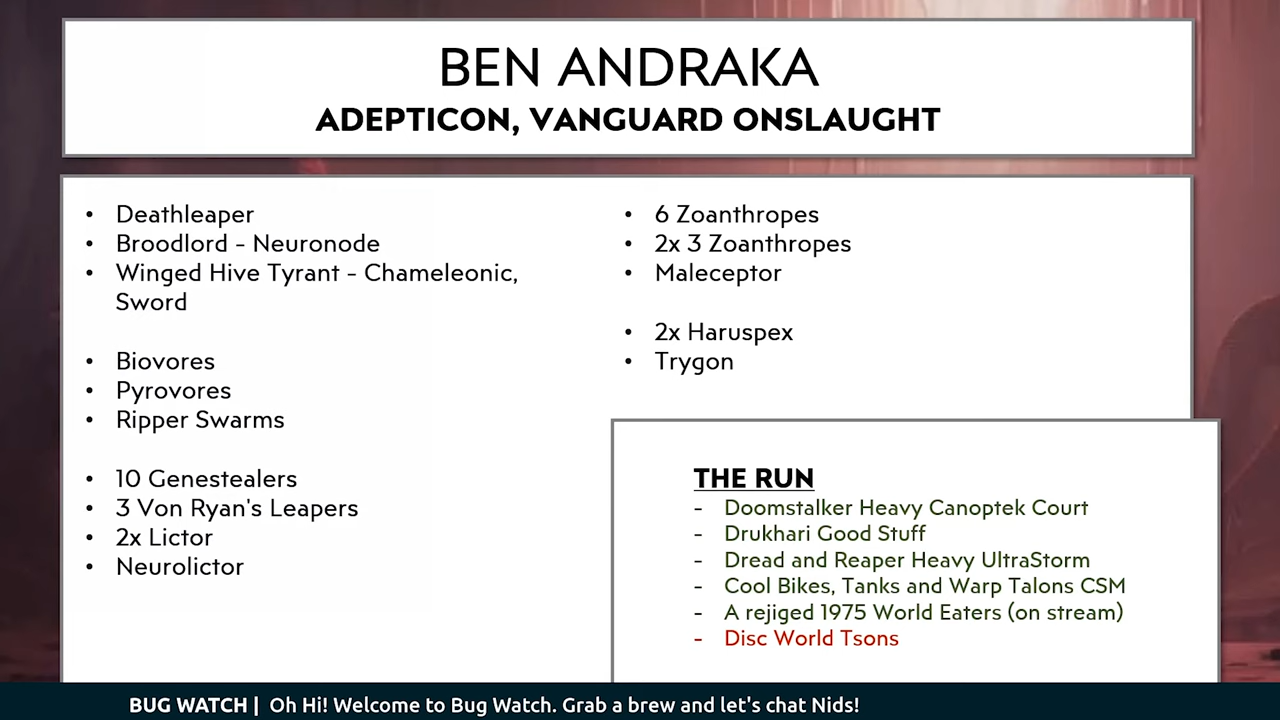 BEN ANDRAKA
ADEPTICON, VANGUARD ONSLAUGHT
• Deathleaper
• Broodlord - Neuronode
• Winged Hive Tyrant - Chameleonic,
Sword
• Biovores
• Pyrovores
• Ripper Swarms
• 10 Genestealers
• 3 Von Ryan's Leapers
• 2x Lictor
• Neurolictor
• 6 Zoanthropes
• 2x 3 Zoanthropes
• Maleceptor
• 2x Haruspex
• Trygon
THE RUN
- Doomstalker Heavy Canoptek Court
- Drukhari Good Stuff
- Dread and Reaper Heavy UltraStorm
- Cool Bikes, Tanks and Warp Talons CSM
- A rejiged 1975 World Eaters (on stream)
- Disc World Tsons
BUG WATCH | Oh Hi! Welcome to Bug Watch. Grab a brew and let's chat Nids!